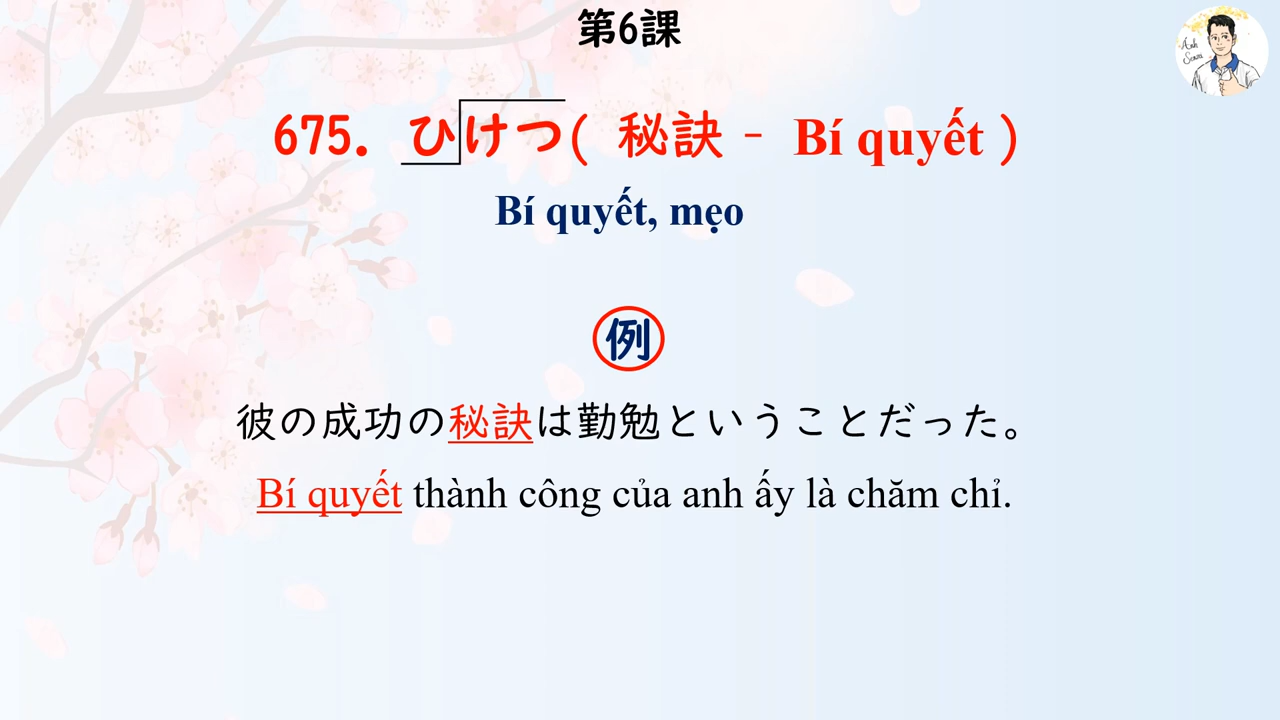 第6課
675. ひけつ( 秘訣 – Bí quyết )
Bí quyết, mẹo
例
彼の成功の秘訣は勤勉ということだった。
Bí quyết thành công của anh ấy là chăm chỉ.